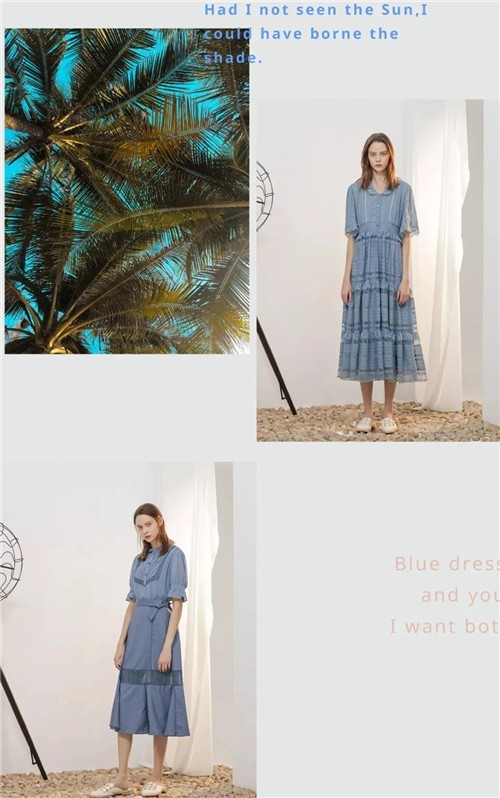 Had I not seen the Sun,I
could have borne the
shade.
Blue dress
and you
I want bot